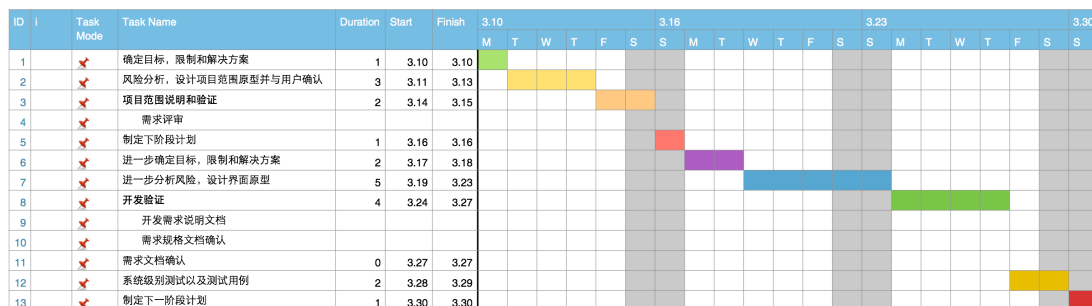 ID i Task Mode Task Name Duration Start Finish 3.10 3.16 3.23 3.30
M T W T F S S M T W T F S S M T W T F S S
1 确定目标，限制和解决方案 1 3.10 3.10
2 风险分析，设计项目范围原型并与用户确认 3 3.11 3.13
3 项目范围说明和验证 2 3.14 3.15
4 需求评审
5 制定下阶段计划 1 3.16 3.16
6 进一步确定目标，限制和解决方案 2 3.17 3.18
7 进一步分析风险，设计界面原型 5 3.19 3.23
8 开发验证 4 3.24 3.27
9 开发需求说明文档
10 需求规格文档确认
11 需求文档确认 0 3.27 3.27
12 系统级别测试以及测试用例 2 3.28 3.29
13 制定下一阶段计划 1 3.30 3.30